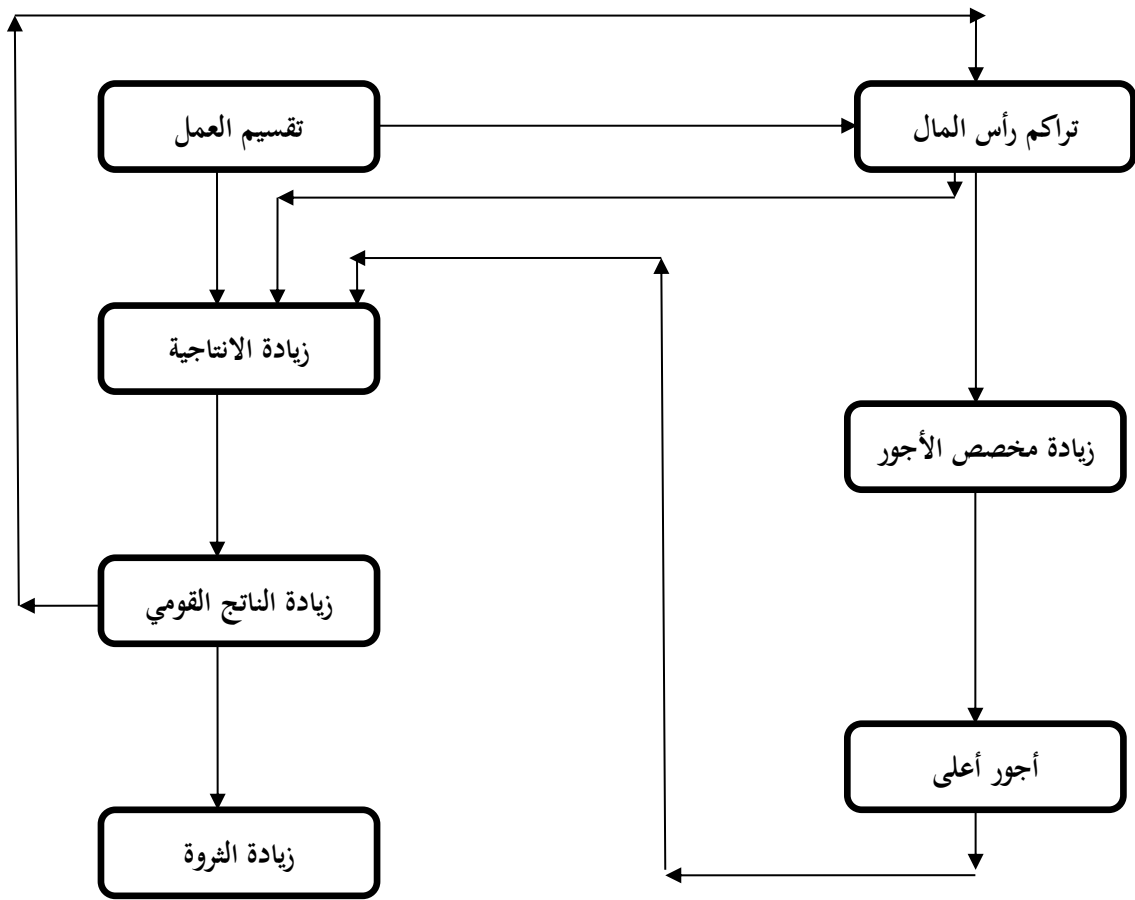 تراكم رأس المال
تقسيم العمل
زيادة الانتاجية
زيادة مخصص الأجور
زيادة الناتج القومي
أجور أعلى
زيادة الثروة